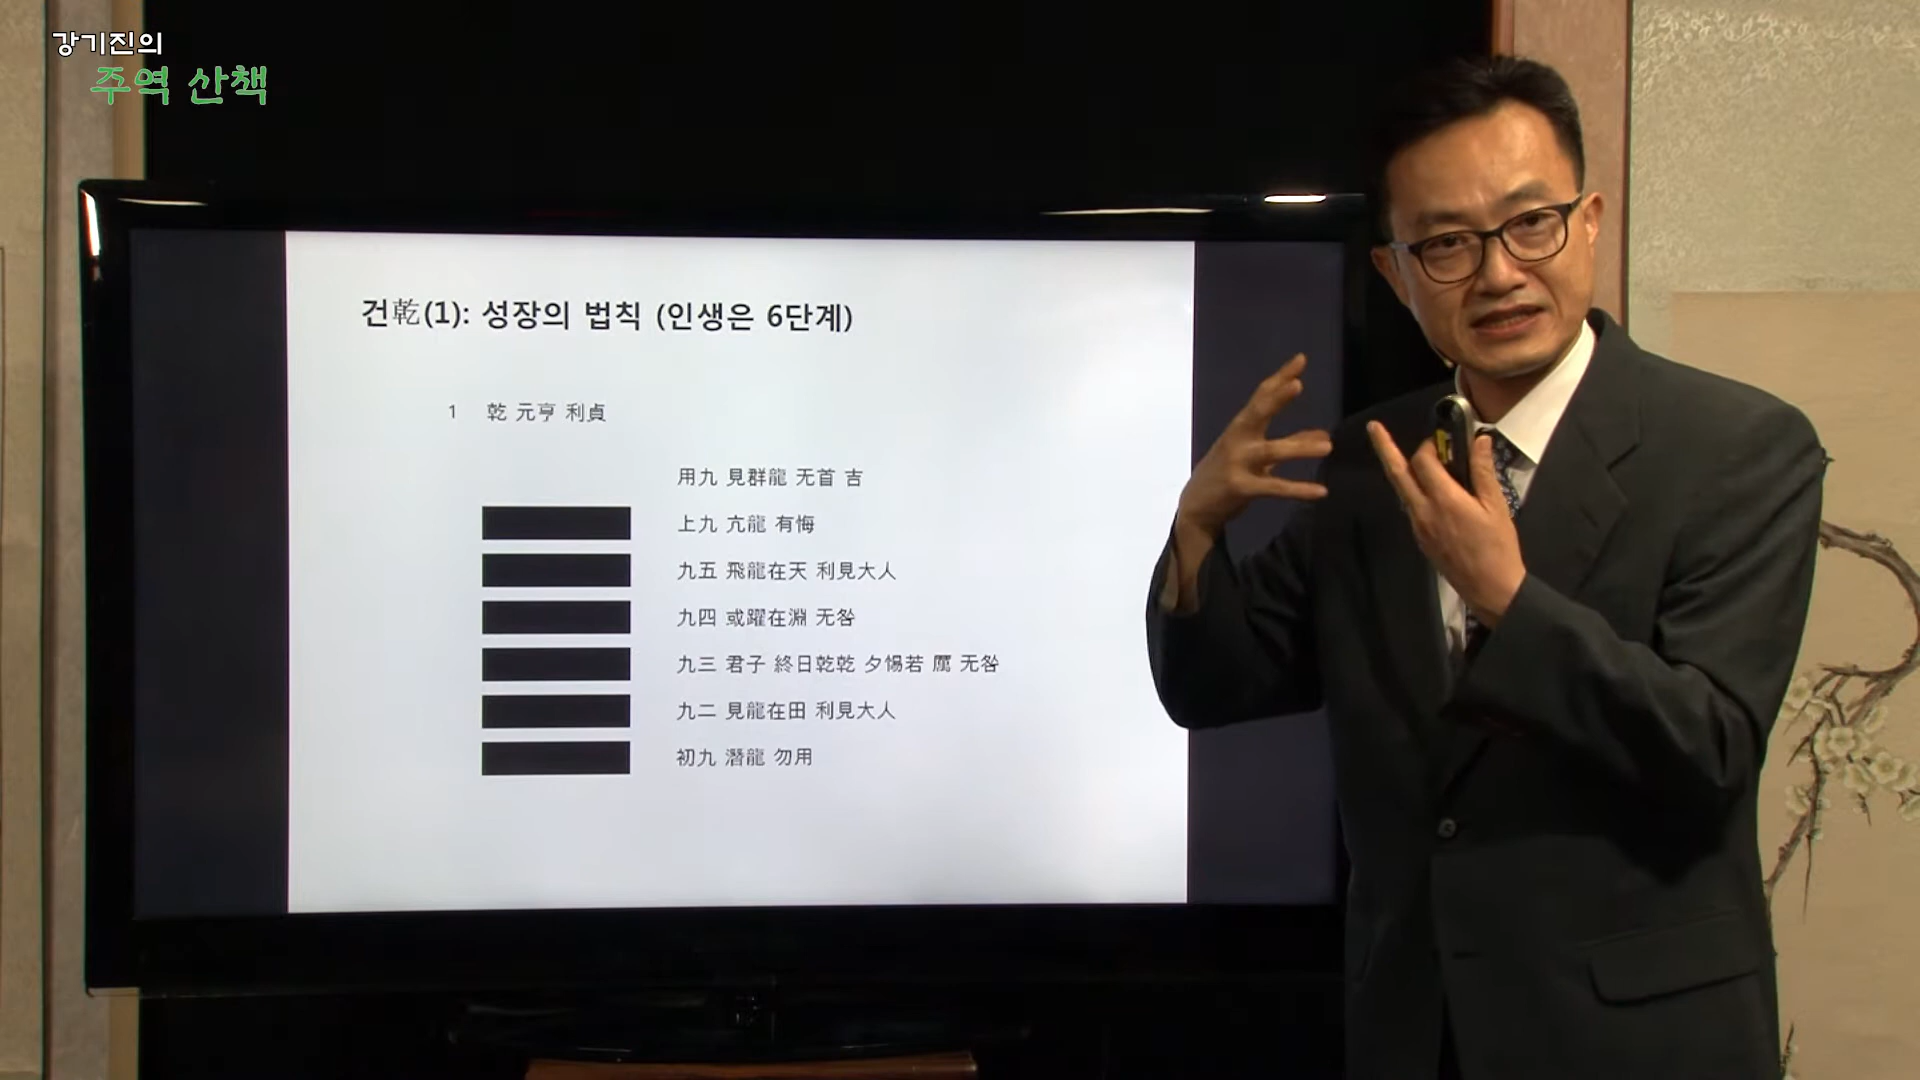 강기진의
주역 산책
건乾(1): 성장의 법칙 (인생은 6단계)
1 乾 元亨 利貞
用九 見群龍 无首 吉
上九 亢龍 有悔
九五 飛龍在天 利見大人
九四 或躍在淵 无咎
九三 君子 終日乾乾 夕惕若 厲 无咎
九二 見龍在田 利見大人
初九 潛龍 勿用